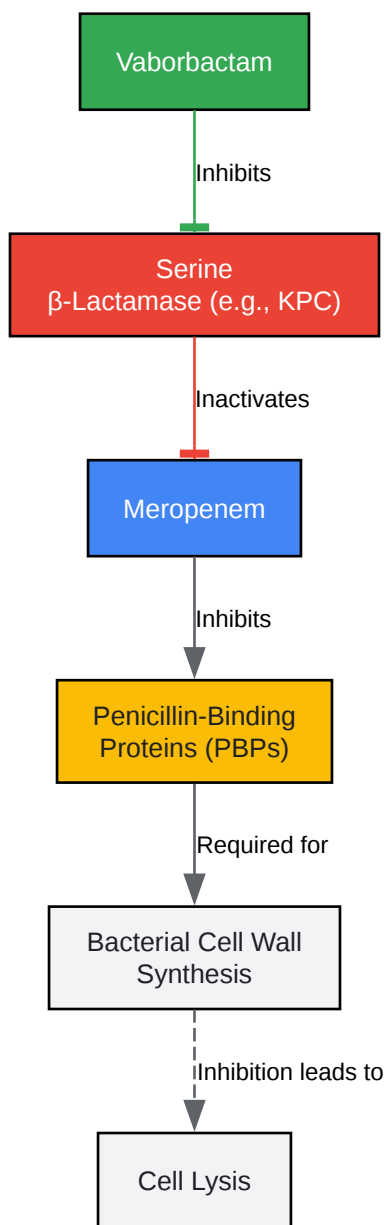 Vaborbactam
Inhibits
Serine
β-Lactamase (e.g., KPC)
Inactivates
Meropenem
Inhibits
Penicillin-Binding
Proteins (PBPs)
Required for
Bacterial Cell Wall
Synthesis
Inhibition leads to
Cell Lysis